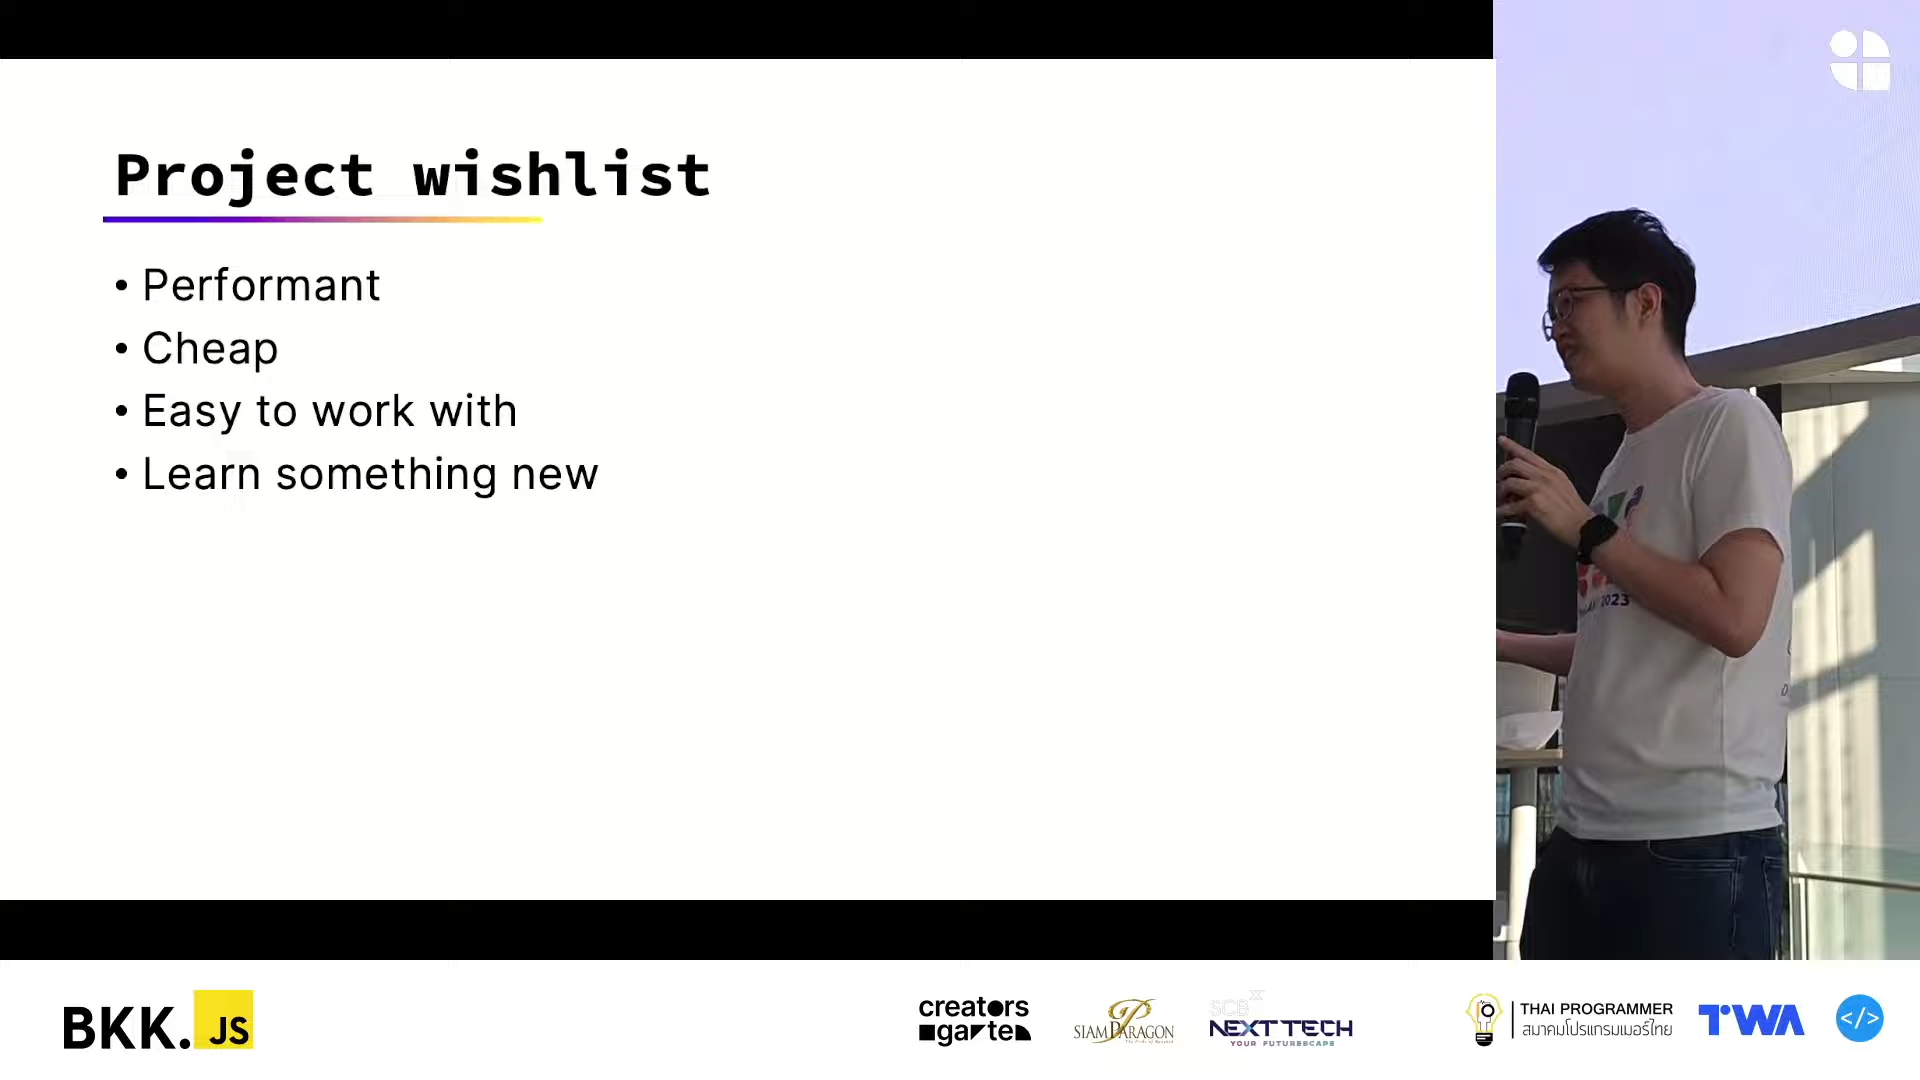 Project wishlist
• Performant
• Cheap
• Easy to work with
• Learn something new
2023
BKK.JS
creators
garten
SIAM PARAGON
SCBX
NEXT TECH
YOUR FUTURESCAPE
THAI PROGRAMMER
สมาคมโปรแกรมเมอร์ไทย
TWA
</>